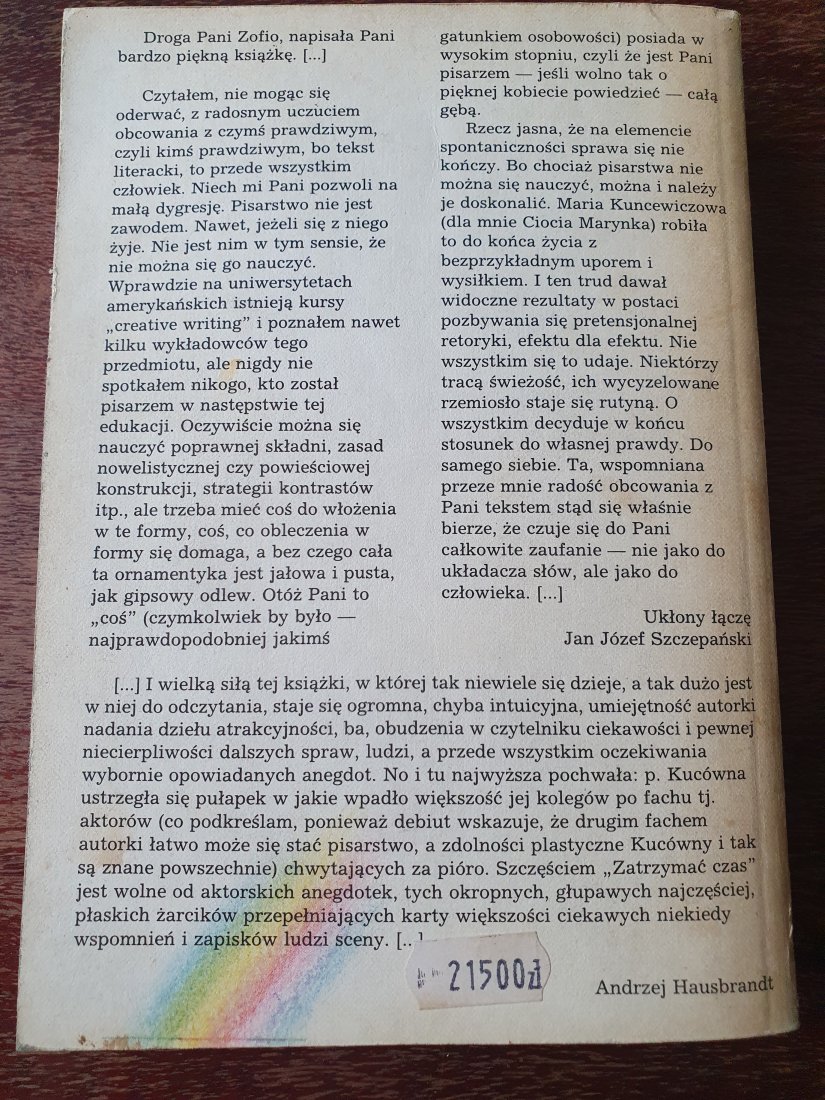 Droga Pani Zofio, napisała Pani
bardzo piękną książkę. [...]
Czytałem, nie mogąc się
oderwać, z radosnym uczuciem
obcowania z czymś prawdziwym,
czyli kimś prawdziwym, bo tekst
literacki, to przede wszystkim
człowiek. Niech mi Pani pozwoli na
małą dygresję. Pisarstwo nie jest
zawodem. Nawet, jeżeli się z niego
żyje. Nie jest nim w tym sensie, że
nie można się go nauczyć.
Wprawdzie na uniwersytetach
amerykańskich istnieją kursy
„creative writing” i poznałem nawet
kilku wykładowców tego
przedmiotu, ale nigdy nie
spotkałem nikogo, kto został
pisarzem w następstwie tej
edukacji. Oczywiście można się
nauczyć poprawnej składni, zasad
nowelistycznej czy powieściowej
konstrukcji, strategii kontrastów
itp., ale trzeba mieć coś do włożenia
w te formy, coś, co obleczenia w
formy się domaga, a bez czego cała
ta ornamentyka jest jałowa i pusta,
jak gipsowy odlew. Otóż Pani to
„coś” (czymkolwiek by było —
najprawdopodobniej jakimś
gatunkiem osobowości) posiada w
wysokim stopniu, czyli że jest Pani
pisarzem — jeśli wolno tak o
pięknej kobiecie powiedzieć — całą
gębą.
Rzecz jasna, że na elemencie
spontaniczności sprawa się nie
kończy. Bo chociaż pisarstwa nie
można się nauczyć, można i należy
je doskonalić. Maria Kuncewiczowa
(dla mnie Ciocia Marynka) robiła
to do końca życia z
bezprzykładnym uporem i
wysiłkiem. I ten trud dawał
widoczne rezultaty w postaci
pozbywania się pretensjonalnej
retoryki, efektu dla efektu. Nie
wszystkim się to udaje. Niektórzy
tracą świeżość, ich wycyzelowane
rzemiosło staje się rutyną. O
wszystkim decyduje w końcu
stosunek do własnej prawdy. Do
samego siebie. Ta, wspomniana
przeze mnie radość obcowania z
Pani tekstem stąd się właśnie
bierze, że czuje się do Pani
całkowite zaufanie — nie jako do
układacza słów, ale jako do
człowieka. [...]
Ukłony łączę
Jan Józef Szczepański
[...] I wielką siłą tej książki, w której tak niewiele się dzieje, a tak dużo jest
w niej do odczytania, staje się ogromna, chyba intuicyjna, umiejętność autorki
nadania dziełu atrakcyjności, ba, obudzenia w czytelniku ciekawości i pewnej
niecierpliwości dalszych spraw, ludzi, a przede wszystkim oczekiwania
wybornie opowiadanych anegdot. No i tu najwyższa pochwała: p. Kucówna
ustrzegła się pułapek w jakie wpadło większość jej kolegów po fachu tj.
aktorów (co podkreślam, ponieważ debiut wskazuje, że drugim fachem
autorki łatwo może się stać pisarstwo, a zdolności plastyczne Kucówny i tak
są znane powszechnie) chwytających za pióro. Szczęściem „Zatrzymać czas”
jest wolne od aktorskich anegdotek, tych okropnych, głupawych najczęściej,
płaskich żarcików przepełniających karty większości ciekawych niekiedy
wspomnień i zapisków ludzi sceny. [..]
21500zł
Andrzej Hausbrandt